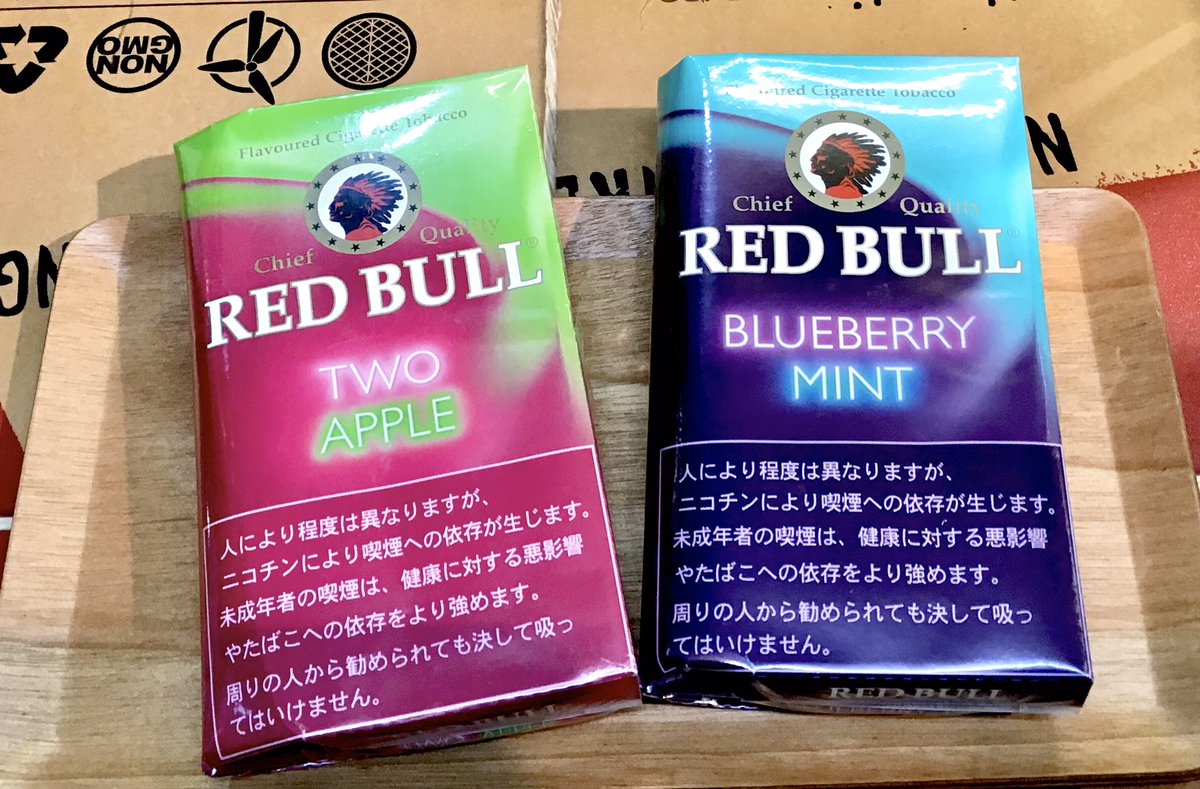 NON
GMO
Flavoured Cigarette Tobacco
Chief Quality
RED BULL®
TWO
APPLE
人により程度は異なりますが、
ニコチンにより喫煙への依存が生じます。
未成年者の喫煙は、健康に対する悪影響
やたばこへの依存をより強めます。
周りの人から勧められても決して吸っ
てはいけません。
RED BULL
TWO APPLE
Flavoured Cigarette Tobacco
Chief Quality
RED BULL®
BLUEBERRY
MINT
人により程度は異なりますが、
ニコチンにより喫煙への依存が生じます。
未成年者の喫煙は、健康に対する悪影響
やたばこへの依存をより強めます。
周りの人から勧められても決して吸っ
てはいけません。
RED BULL